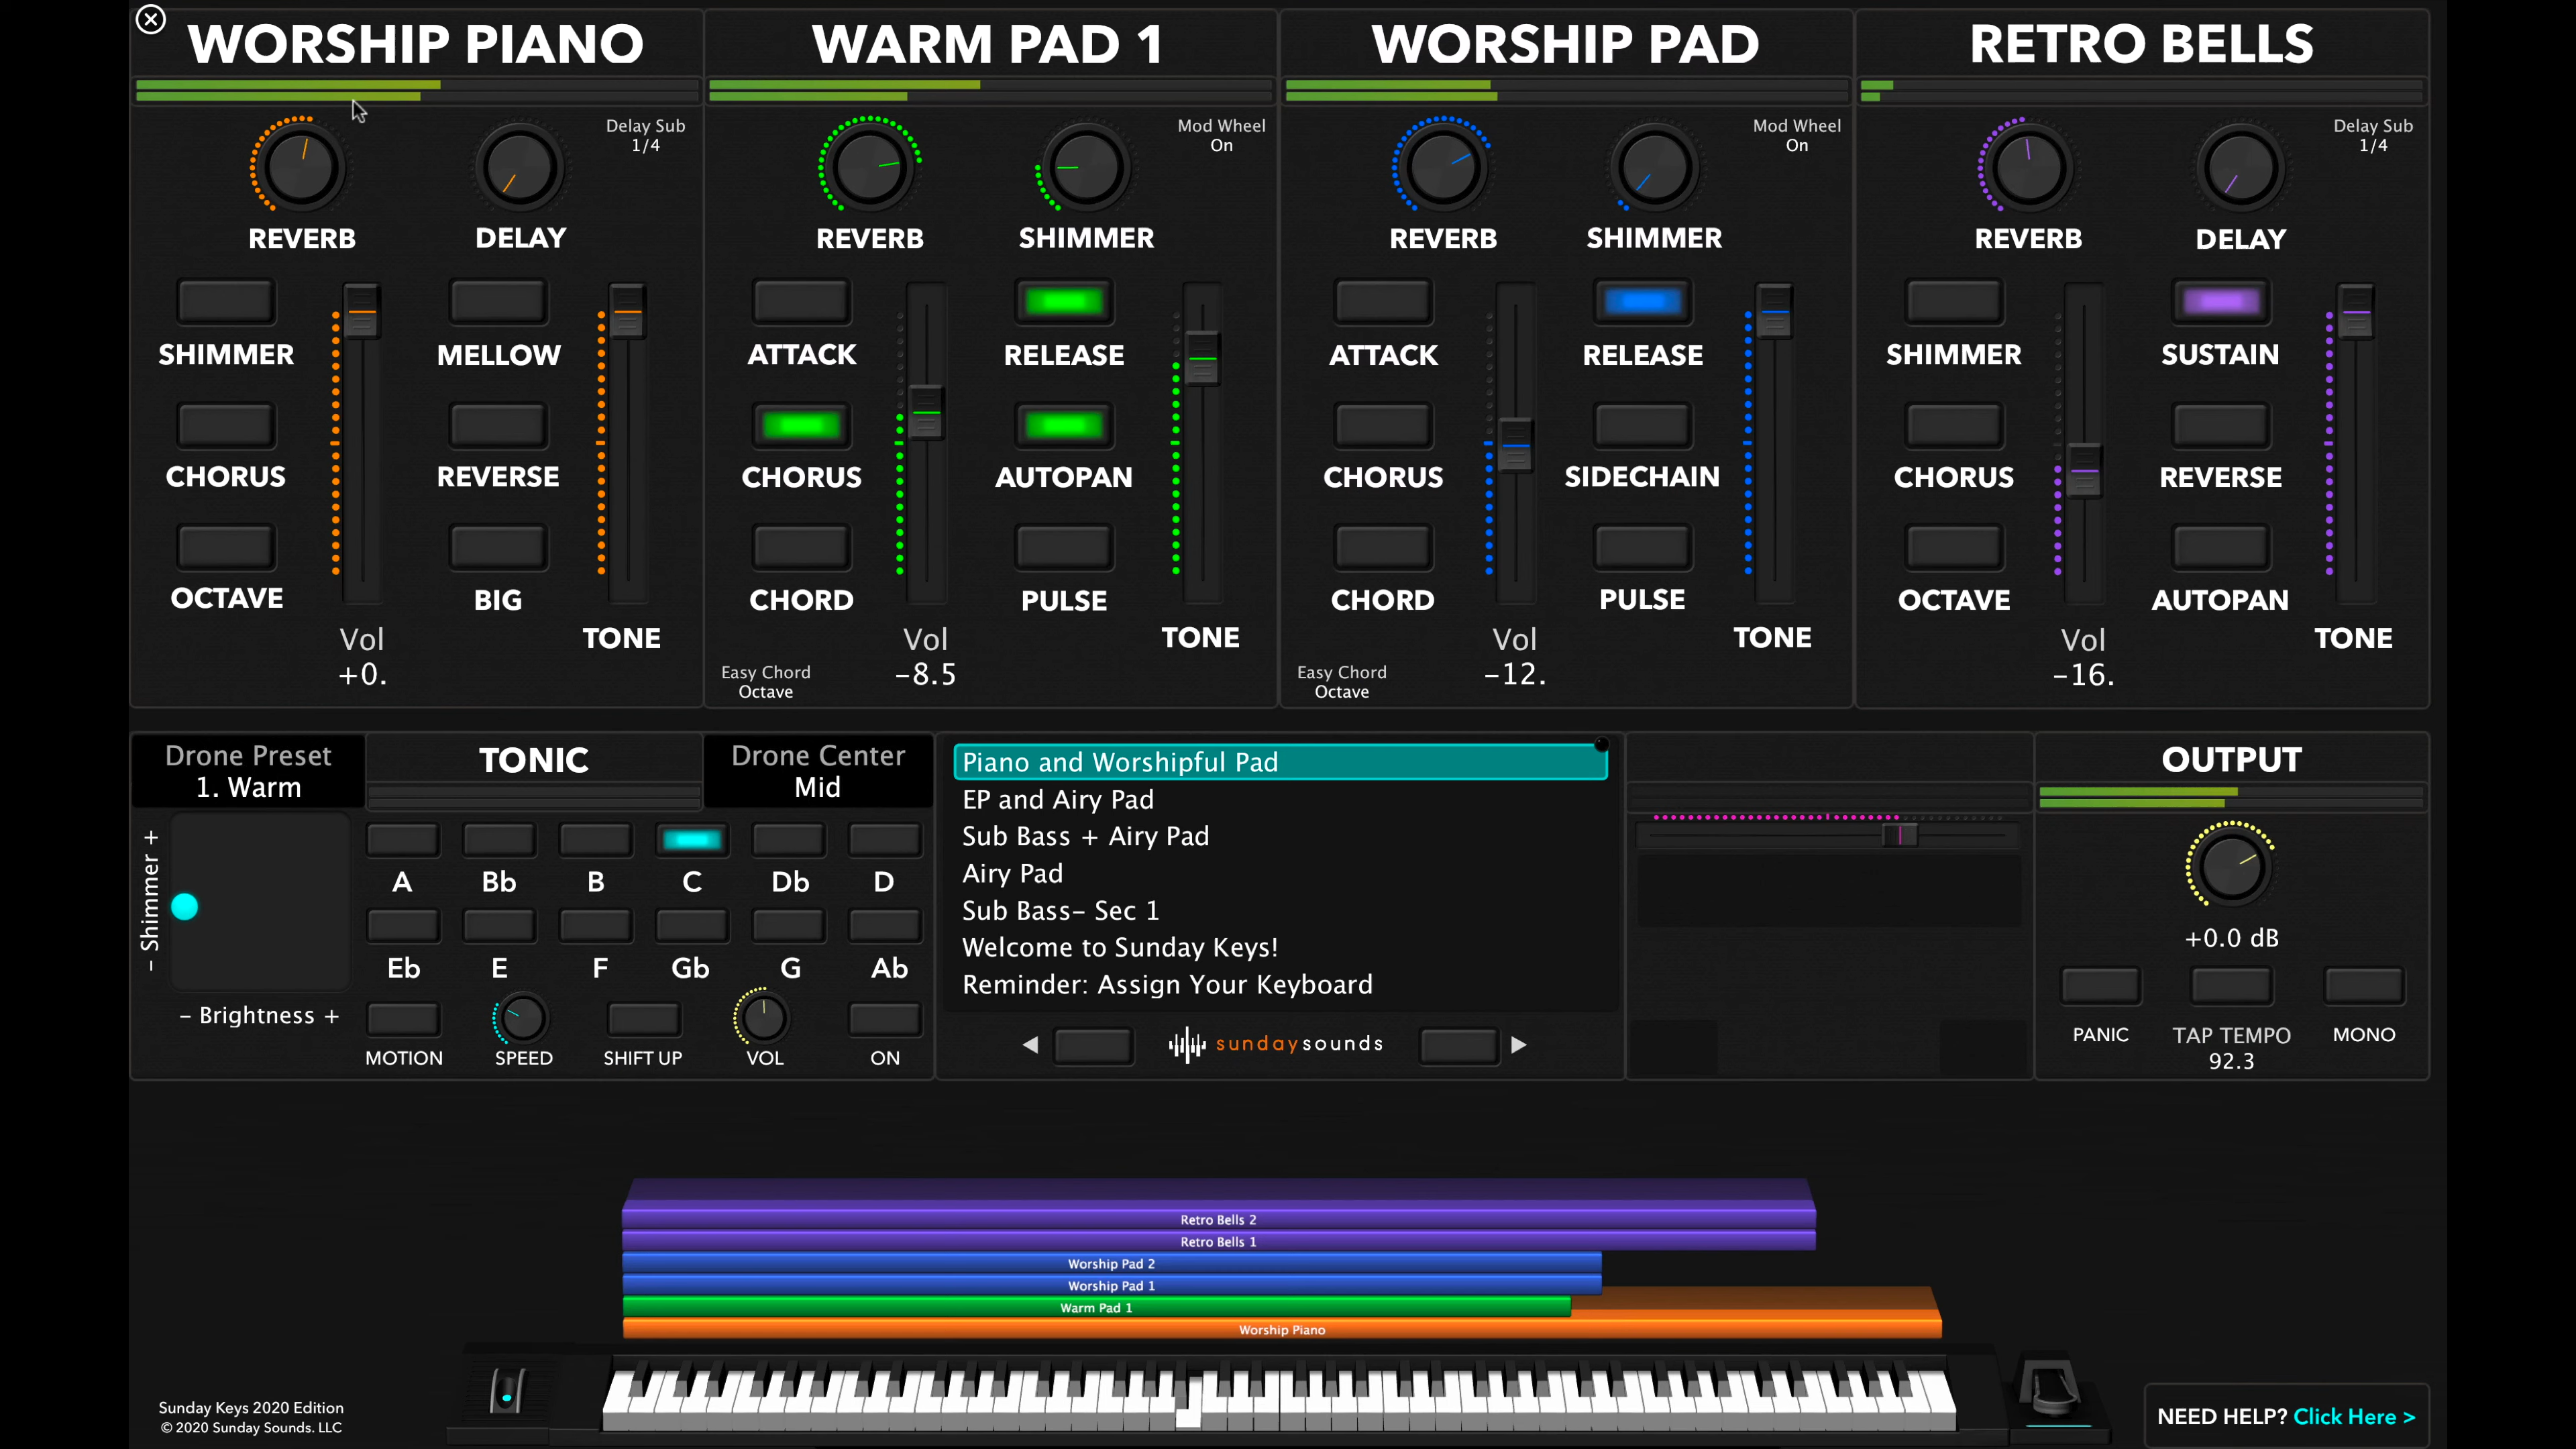 WORSHIP PIANO
Delay Sub
1/4
REVERB
DELAY
SHIMMER
MELLOW
CHORUS
REVERSE
OCTAVE
BIG
Vol
+0.
TONE
WARM PAD 1
Mod Wheel
On
REVERB
SHIMMER
ATTACK
RELEASE
CHORUS
AUTOPAN
CHORD
PULSE
Vol
-8.5
TONE
Easy Chord
Octave
WORSHIP PAD
Mod Wheel
On
REVERB
SHIMMER
ATTACK
RELEASE
CHORUS
SIDECHAIN
CHORD
PULSE
Vol
-12.
TONE
Easy Chord
Octave
RETRO BELLS
Delay Sub
1/4
REVERB
DELAY
SHIMMER
SUSTAIN
CHORUS
REVERSE
OCTAVE
AUTOPAN
Vol
-16.
TONE
Drone Preset
1. Warm
TONIC
Drone Center
Mid
- Shimmer +
- Brightness +
A Bb B C Db D
Eb E F Gb G Ab
MOTION SPEED SHIFT UP VOL ON
Piano and Worshipful Pad
EP and Airy Pad
Sub Bass + Airy Pad
Airy Pad
Sub Bass- Sec 1
Welcome to Sunday Keys!
Reminder: Assign Your Keyboard
sundaysounds
OUTPUT
+0.0 dB
PANIC
TAP TEMPO
92.3
MONO
Retro Bells 2
Retro Bells 1
Worship Pad 2
Worship Pad 1
Warm Pad 1
Worship Piano
Sunday Keys 2020 Edition
© 2020 Sunday Sounds. LLC
NEED HELP? Click Here >